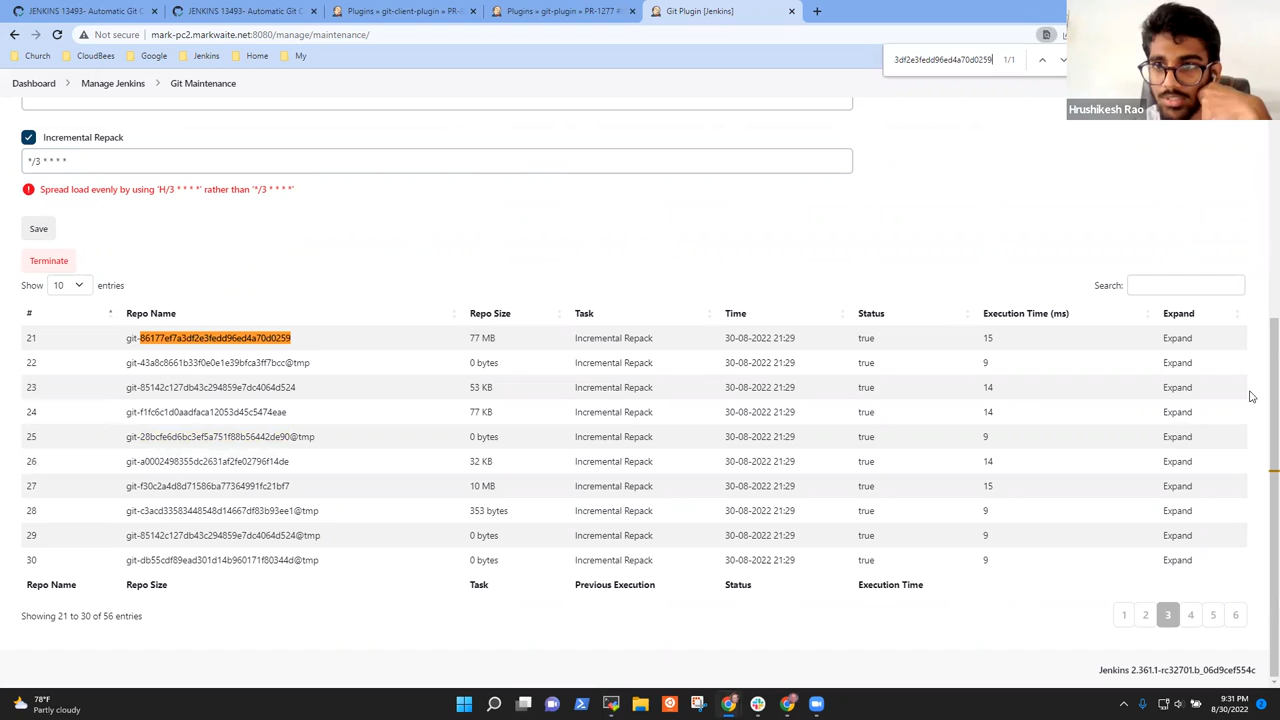 JENKINS 13493- Automatic Git C
JENKINS 13493- Automatic Git C
Plugins » git-client-plugin » PR-
Plugins » git-plugin » PR-1277 #
Git Plugin [Jenkins]
Not secure mark-pc2.markwaite.net:8080/manage/maintenance/
3df2e3fedd96ed4a70d0259 1/1
Church CloudBees Google Jenkins Home My
Dashboard Manage Jenkins Git Maintenance
Hrushikesh Rao
Incremental Repack
*/3 * * * *
Spread load evenly by using 'H/3 * * * *' rather than '*/3 * * * *'
Save
Terminate
Show 10 entries Search:
# Repo Name Repo Size Task Time Status Execution Time (ms) Expand
21 git-86177ef7a3df2e3fedd96ed4a70d0259 77 MB Incremental Repack 30-08-2022 21:29 true 15 Expand
22 git-43a8c8661b33f0e0e1e39bfca3ff7bcc@tmp 0 bytes Incremental Repack 30-08-2022 21:29 true 9 Expand
23 git-85142c127db43c294859e7dc4064d524 53 KB Incremental Repack 30-08-2022 21:29 true 14 Expand
24 git-f1fc6c1d0aadfaca12053d45c5474eae 77 KB Incremental Repack 30-08-2022 21:29 true 14 Expand
25 git-28bcfe6d6bc3ef5a751f88b56442de90@tmp 0 bytes Incremental Repack 30-08-2022 21:29 true 9 Expand
26 git-a0002498355dc2631af2fe02796f14de 32 KB Incremental Repack 30-08-2022 21:29 true 14 Expand
27 git-f30c2a4d8d71586ba77364991fc21bf7 10 MB Incremental Repack 30-08-2022 21:29 true 15 Expand
28 git-c3acd33583448548d14667df83b93ee1@tmp 353 bytes Incremental Repack 30-08-2022 21:29 true 9 Expand
29 git-85142c127db43c294859e7dc4064d524@tmp 0 bytes Incremental Repack 30-08-2022 21:29 true 9 Expand
30 git-db55cdf89ead301d14b960171f80344d@tmp 0 bytes Incremental Repack 30-08-2022 21:29 true 9 Expand
Repo Name Repo Size Task Previous Execution Status Execution Time
Showing 21 to 30 of 56 entries 1 2 3 4 5 6
Jenkins 2.361.1-rc32701.b_06d9cef554c
78°F
Partly cloudy
9:31 PM
8/30/2022
2